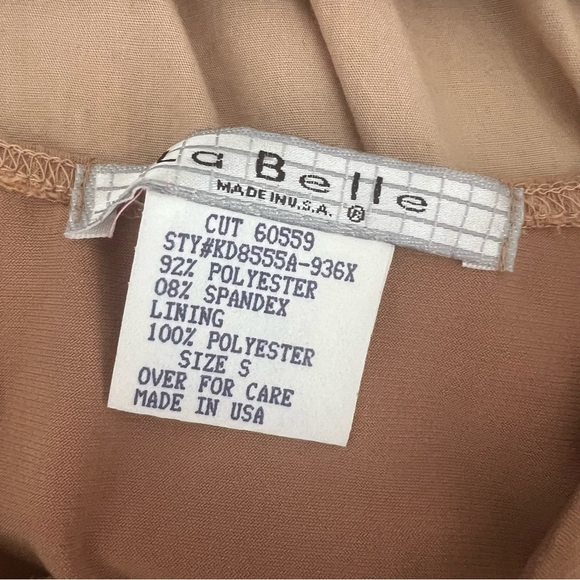 La Belle
MADE IN U.S.A. ®
CUT 60559
STY#KD8555A-936X
92% POLYESTER
08% SPANDEX
LINING
100% POLYESTER
SIZE S
OVER FOR CARE
MADE IN USA